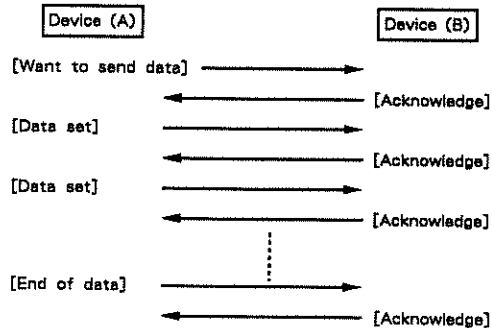 Device (A) Device (B)
[Want to send data]
[Acknowledge]
[Data set]
[Acknowledge]
[Data set]
[Acknowledge]
[End of data]
[Acknowledge]